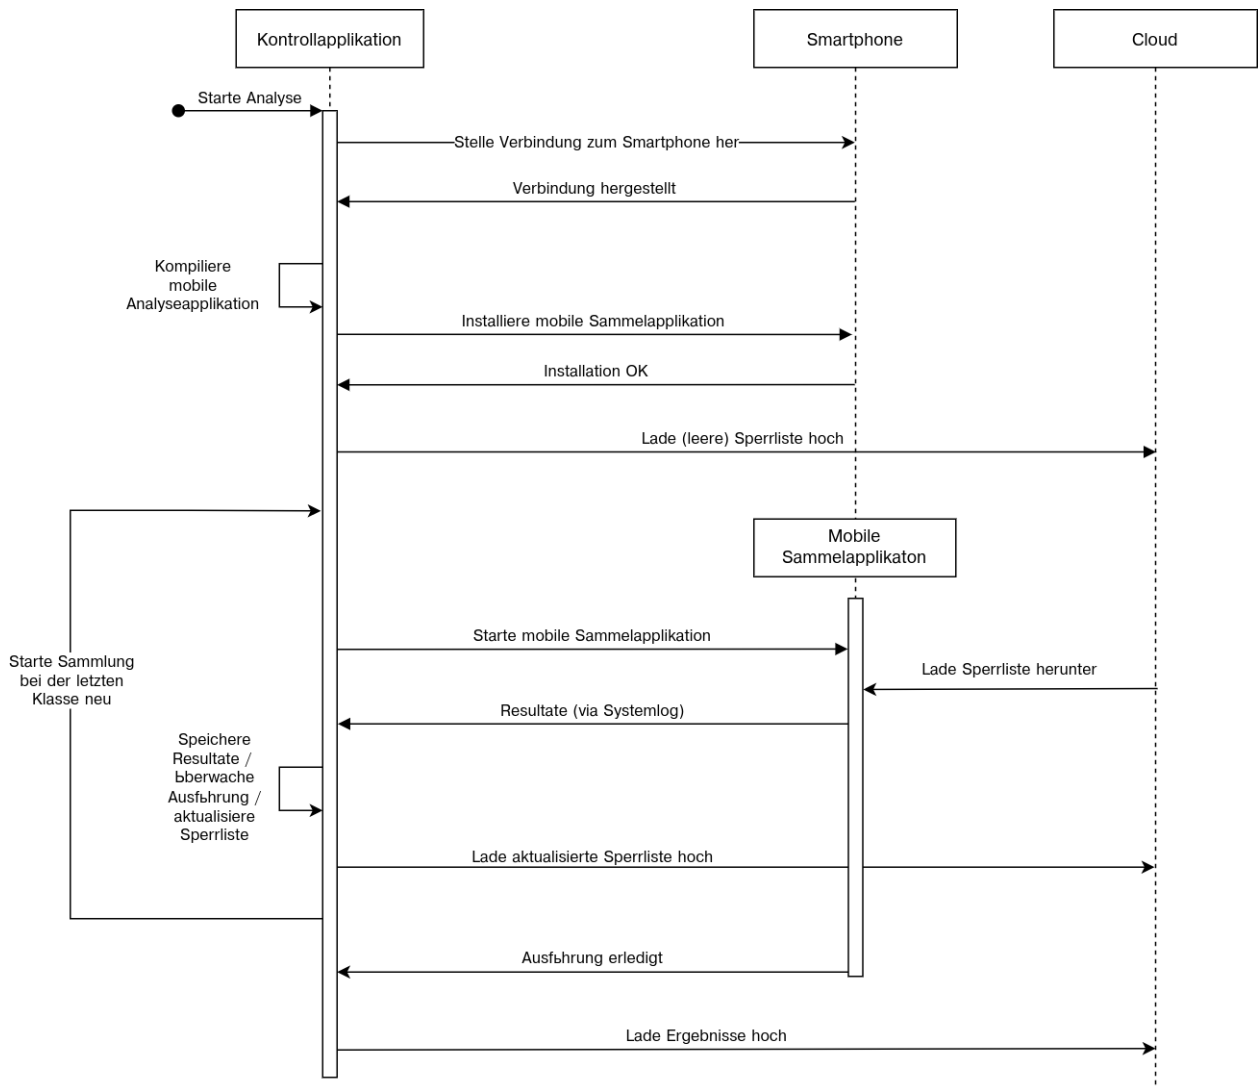 Kontrollapplikation
Smartphone
Cloud
Starte Analyse
Stelle Verbindung zum Smartphone her
Verbindung hergestellt
Kompiliere
mobile
Analyseapplikation
Installiere mobile Sammelapplikation
Installation OK
Lade (leere) Sperrliste hoch
Mobile
Sammelapplikaton
Starte mobile Sammelapplikation
Starte Sammlung
bei der letzten
Klasse neu
Lade Sperrliste herunter
Resultate (via Systemlog)
Speichere
Resultate /
ьberwache
Ausfьhrung /
aktualisiere
Sperrliste
Lade aktualisierte Sperrliste hoch
Ausfьhrung erledigt
Lade Ergebnisse hoch